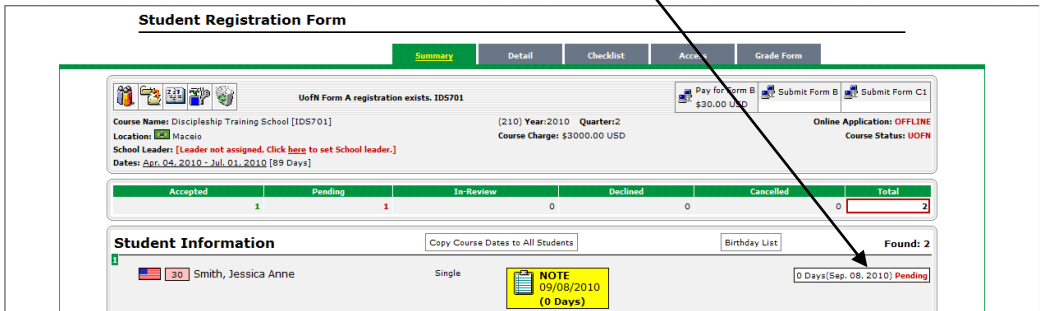 Student Registration Form
Summary Detail Checklist Access Grade Form
UofN Form A registration exists. IDS701
Pay for Form B $30.00 USD
Submit Form B
Submit Form C1
Course Name: Discipleship Training School [IDS701]
(210) Year:2010 Quarter:2
Online Application: OFFLINE
Location: Maceio
Course Charge: $3000.00 USD
Course Status: UOFN
School Leader: [Leader not assigned, Click here to set School leader.]
Dates: Apr. 04, 2010 - Jul. 01, 2010 [89 Days]
Accepted Pending In-Review Declined Cancelled Total
1 1 0 0 0 2
Student Information
Copy Course Dates to All Students
Birthday List
Found: 2
1
30 Smith, Jessica Anne
Single
NOTE
09/08/2010
(0 Days)
0 Days(Sep. 08, 2010) Pending